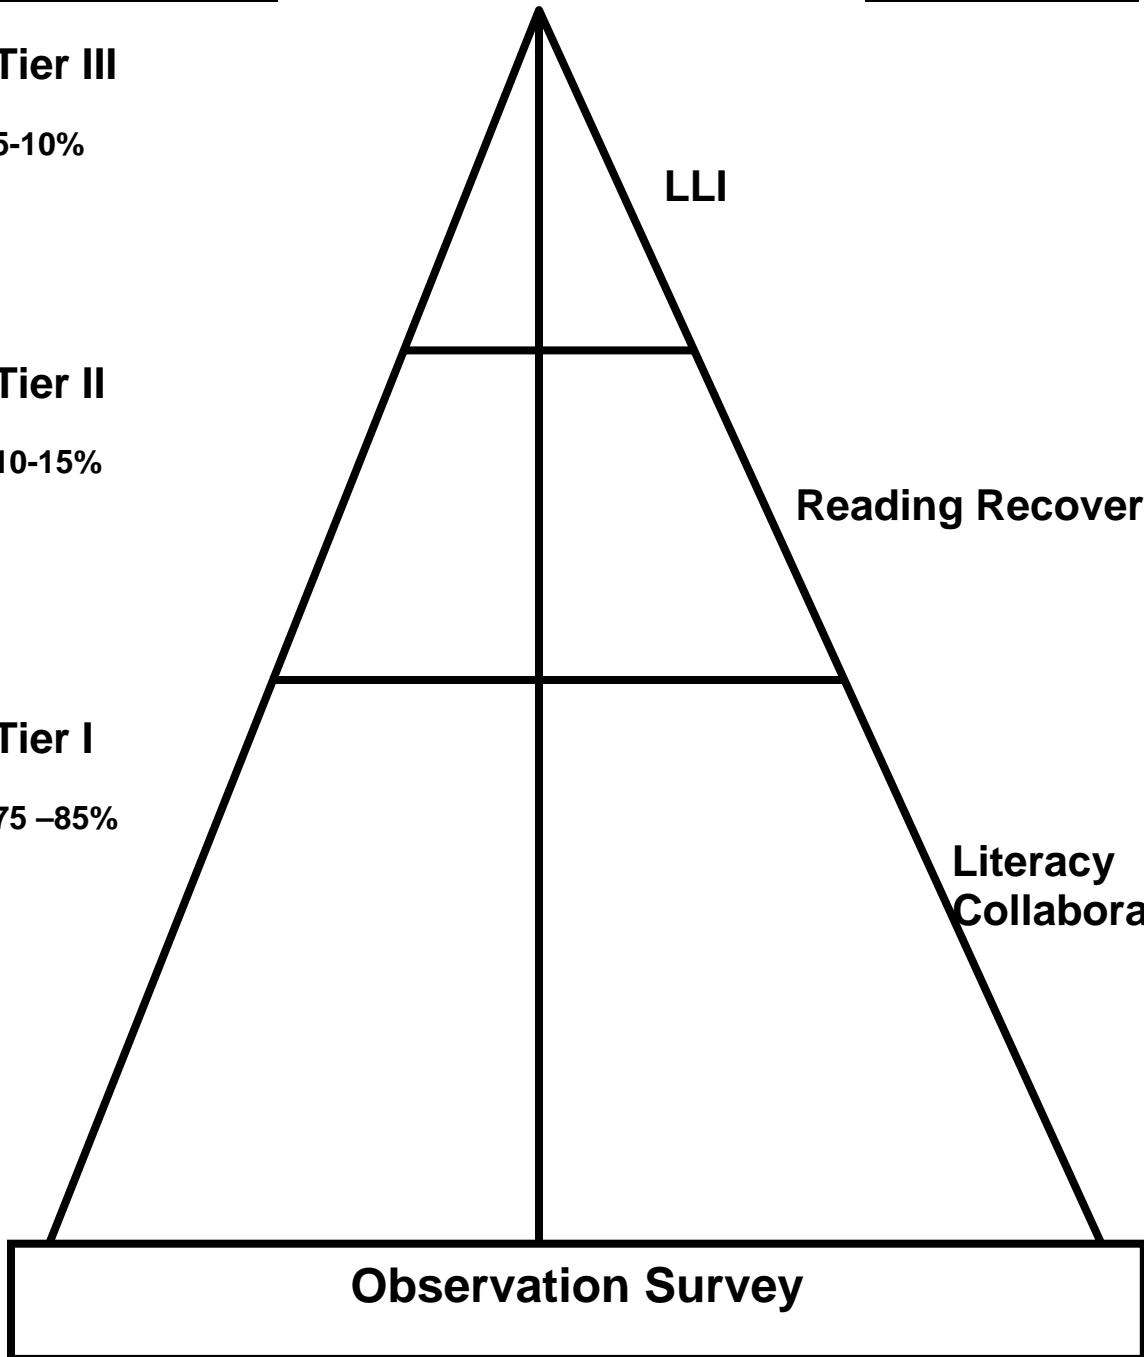 Tier III
5-10%
LLI
Tier II
10-15%
Reading Recover
Tier I
75 –85%
Literacy
Collabora
Observation Survey